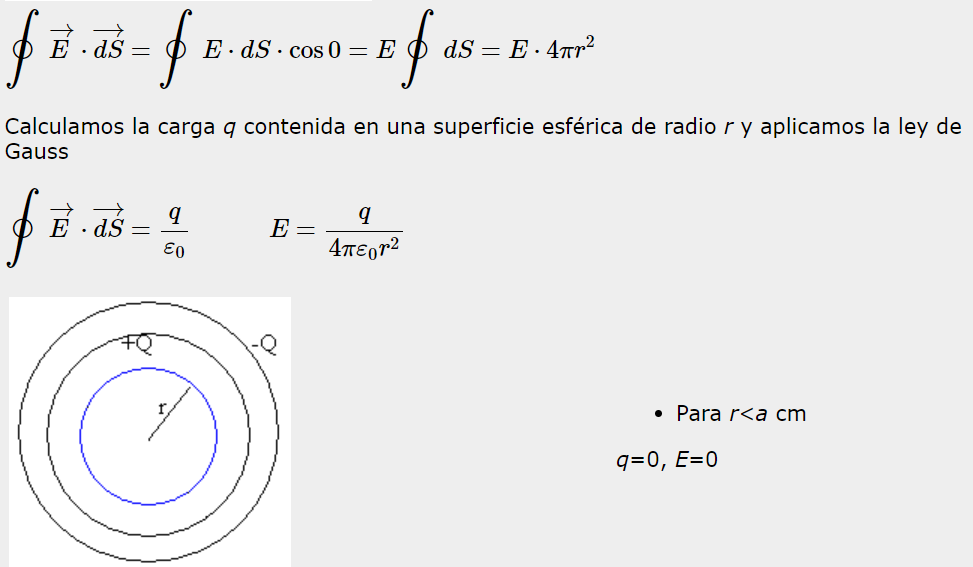 $\oint \overrightarrow{E} \cdot \overrightarrow{dS} = \oint E \cdot dS \cdot \cos 0 = E \oint dS = E \cdot 4\pi r^2$
Calculamos la carga q contenida en una superficie esférica de radio r y aplicamos la ley de
Gauss
$\oint \overrightarrow{E} \cdot \overrightarrow{dS} = \frac{q}{\varepsilon_0} \qquad E = \frac{q}{4\pi\varepsilon_0 r^2}$
+Q
-Q
r
• Para r<a cm
q=0, E=0